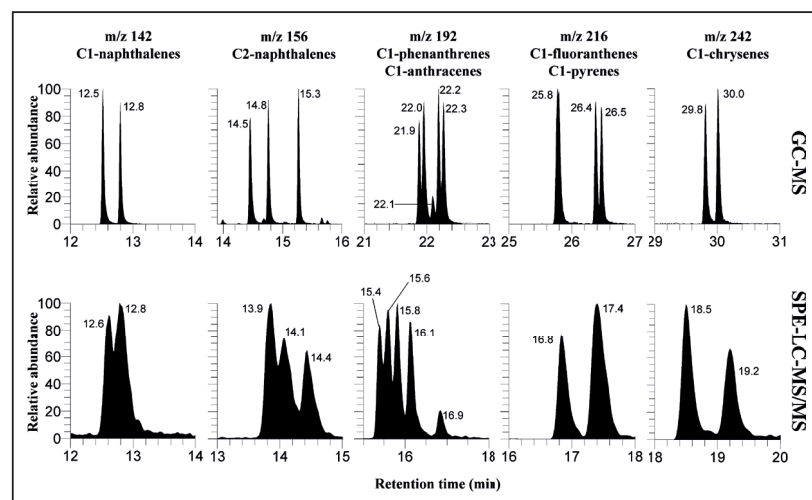 m/z 142
C1-naphthalenes
m/z 156
C2-naphthalenes
m/z 192
C1-phenanthrenes
C1-anthracenes
m/z 216
C1-fluoranthenes
C1-pyrenes
m/z 242
C1-chrysenes
GC-MS
Relative abundance
100
80
60
40
20
0
12.5
12.8
12 13 14
14.5
14.8
15.3
14 15 16
21.9
22.0
22.1
22.2
22.3
21 22 23
25.8
26.4
26.5
25 26 27
29.8
30.0
29 30 31
SPE-LC-MS/MS
Relative abundance
100
80
60
40
20
0
12.6
12.8
12 13 14
13.9
14.1
14.4
13 14 15
15.4
15.6
15.8
16.1
16.9
16 18
16.8
17.4
16 17 18
18.5
19.2
18 19 20
Retention time (min)